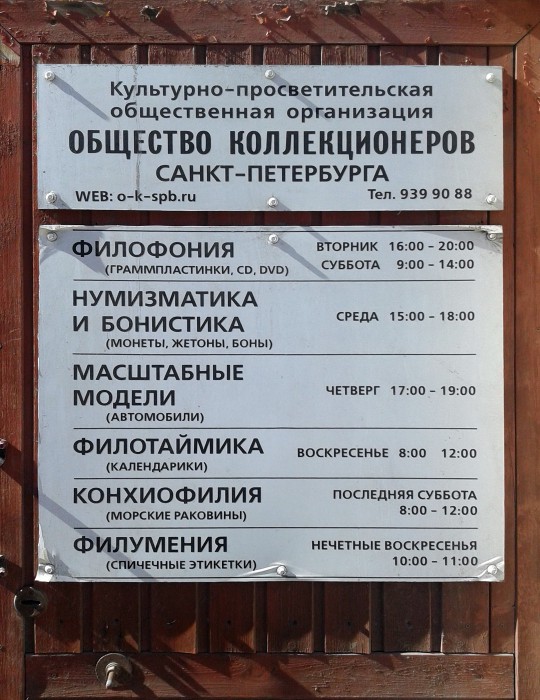 Культурно-просветительская
общественная организация
ОБЩЕСТВО КОЛЛЕКЦИОНЕРОВ
САНКТ-ПЕТЕРБУРГА
WEB: o-k-spb.ru Тел. 939 90 88
ФИЛОФОНИЯ ВТОРНИК 16:00 - 20:00
(ГРАММПЛАСТИНКИ, CD, DVD) СУББОТА 9:00 - 14:00
НУМИЗМАТИКА
И БОНИСТИКА СРЕДА 15:00 - 18:00
(МОНЕТЫ, ЖЕТОНЫ, БОНЫ)
МАСШТАБНЫЕ
МОДЕЛИ ЧЕТВЕРГ 17:00 - 19:00
(АВТОМОБИЛИ)
ФИЛОТАЙМИКА ВОСКРЕСЕНЬЕ 8:00 12:00
(КАЛЕНДАРИКИ)
КОНХИОФИЛИЯ ПОСЛЕДНЯЯ СУББОТА
(МОРСКИЕ РАКОВИНЫ) 8:00 - 12:00
ФИЛУМЕНИЯ НЕЧЕТНЫЕ ВОСКРЕСЕНЬЯ
(СПИЧЕЧНЫЕ ЭТИКЕТКИ) 10:00 - 11:00